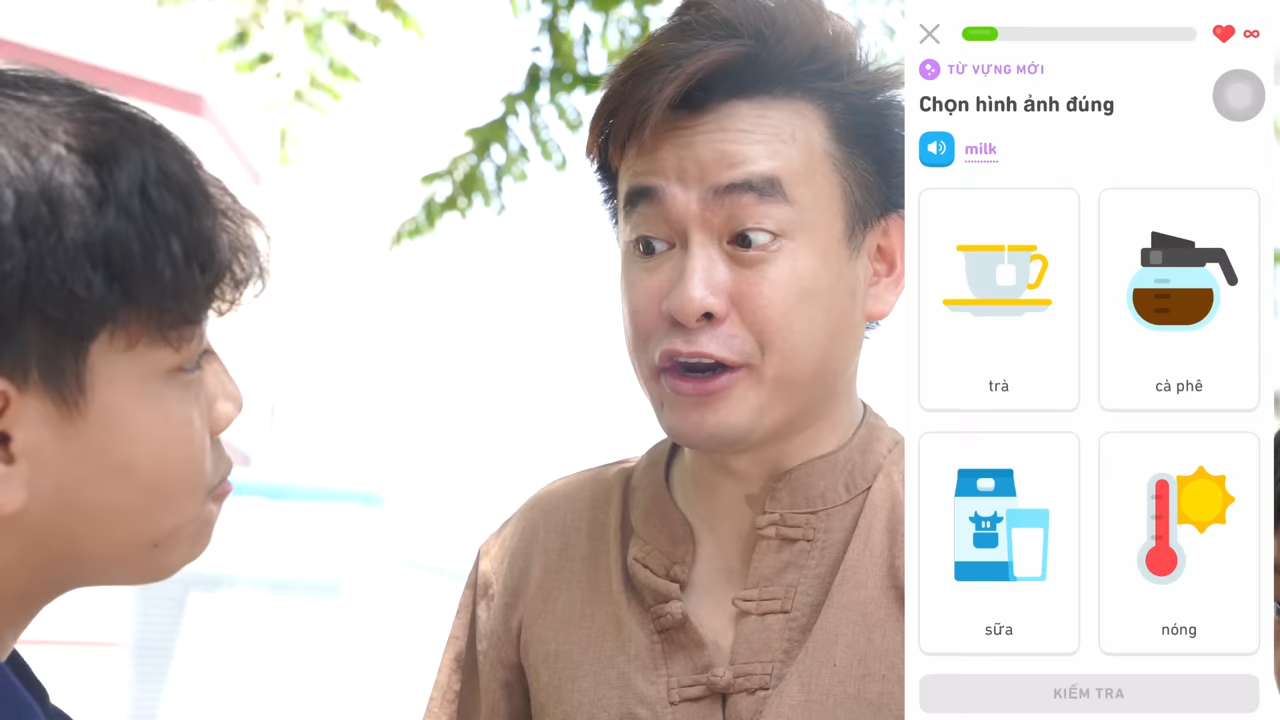 TỪ VỰNG MỚI
Chọn hình ảnh đúng
milk
trà
cà phê
sữa
nóng
KIỂM TRA